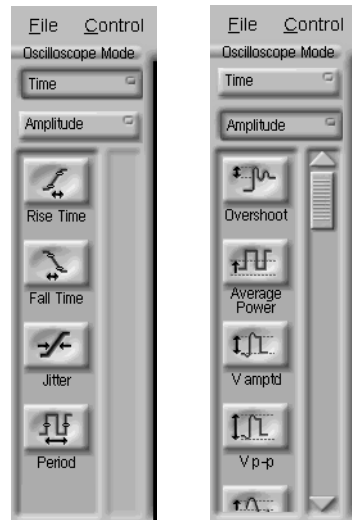 File Control
Oscilloscope Mode
Time
Amplitude
Rise Time
Fall Time
Jitter
Period
File Control
Oscilloscope Mode
Time
Amplitude
Overshoot
Average
Power
V amptd
V p-p